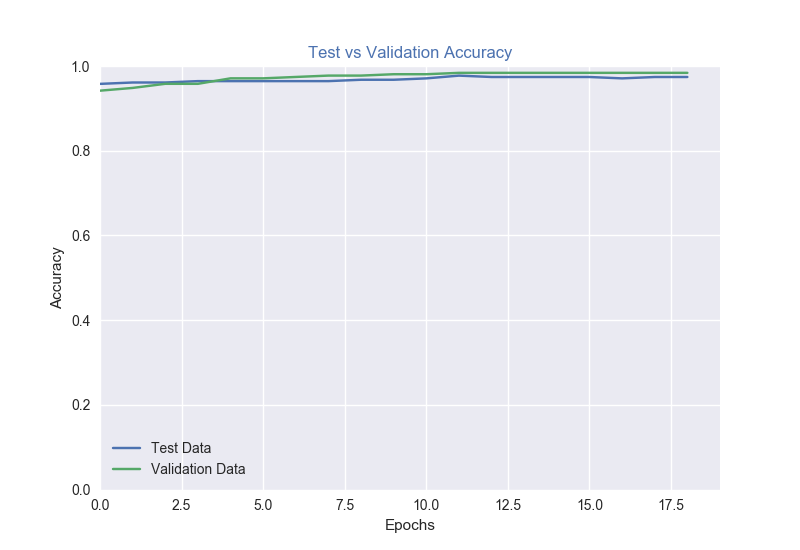 Test vs Validation Accuracy
1.0
0.8
0.6
0.4
0.2
0.0
Accuracy
Test Data
Validation Data
0.0 2.5 5.0 7.5 10.0 12.5 15.0 17.5
Epochs